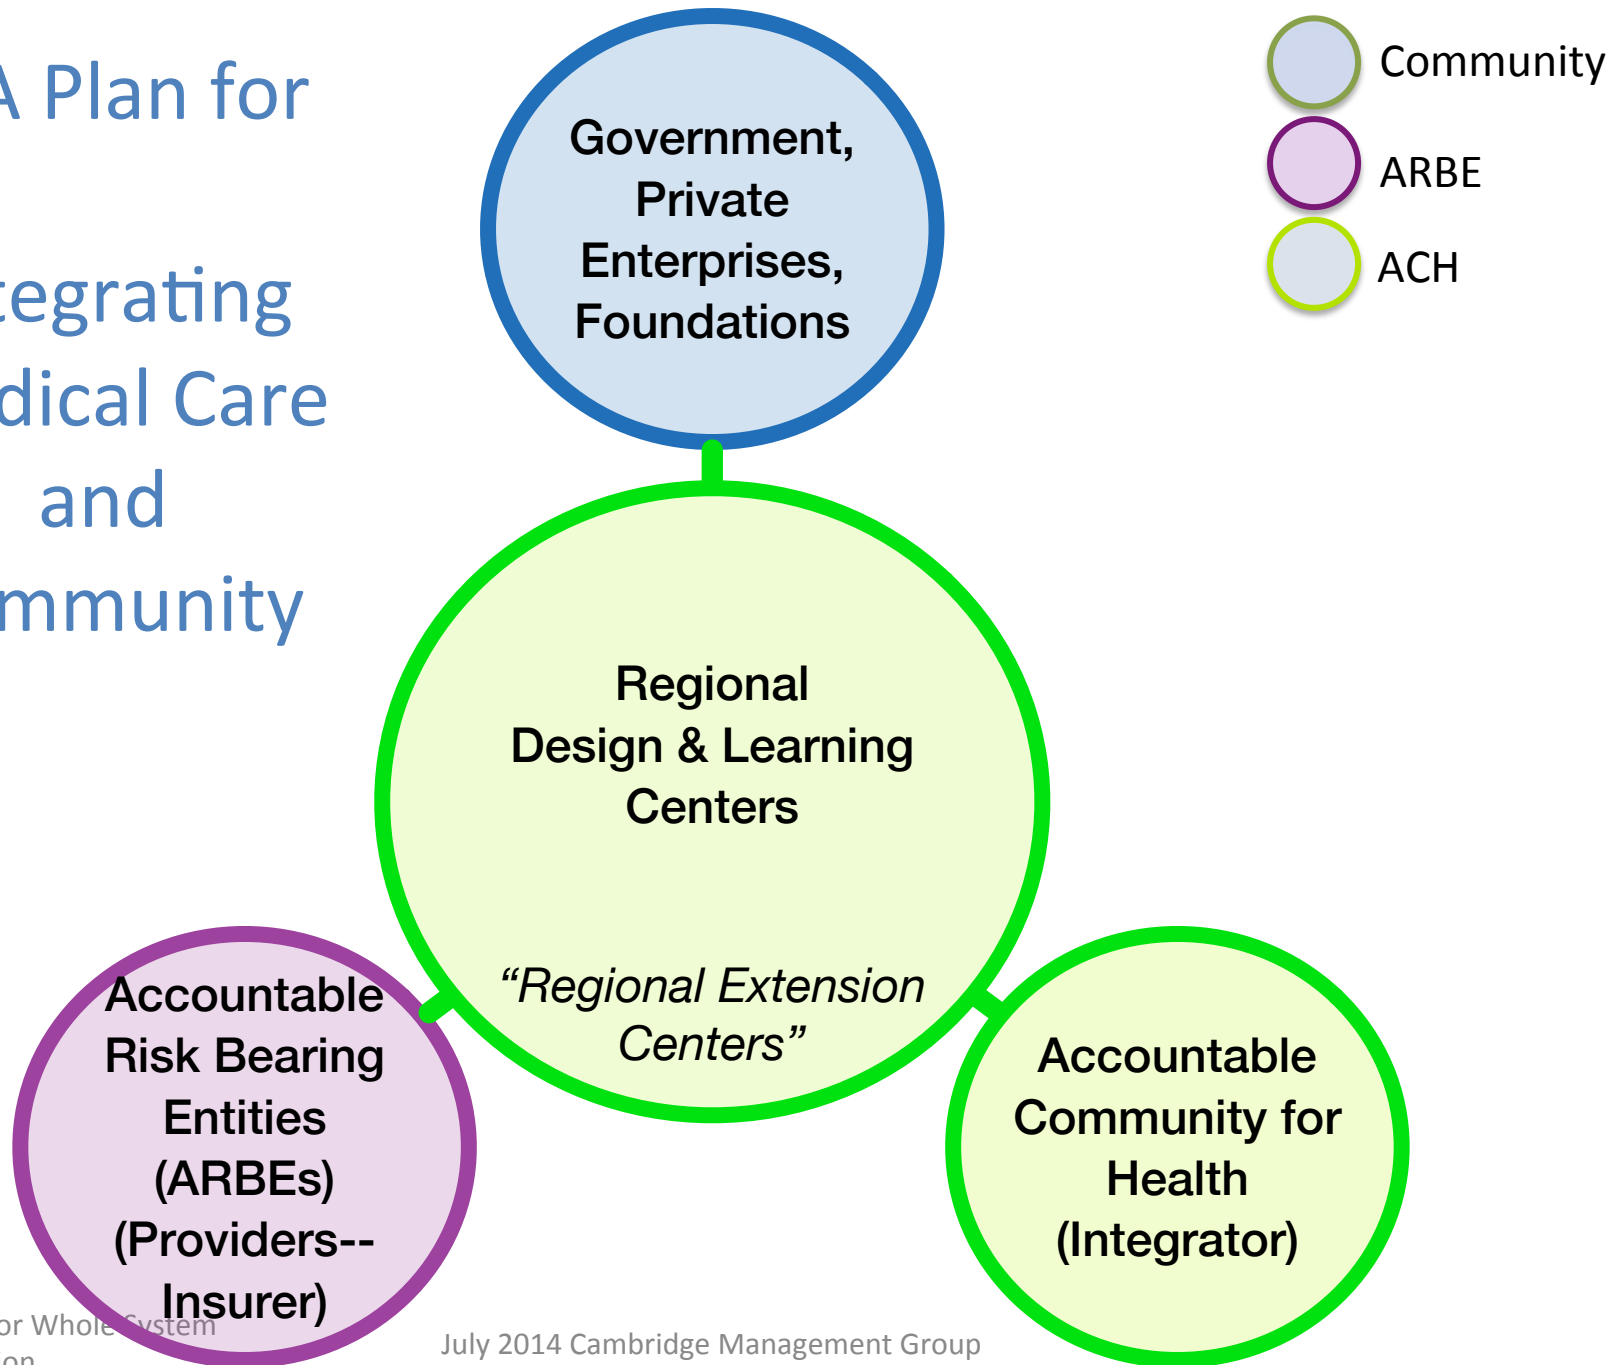 A Plan for
tegrating
dical Care
and
mmunity
Government,
Private
Enterprises,
Foundations
Community
ARBE
ACH
Regional
Design & Learning
Centers
“Regional Extension
Centers”
Accountable
Risk Bearing
Entities
(ARBEs)
(Providers--
Insurer)
Accountable
Community for
Health
(Integrator)
or Whole System
on
July 2014 Cambridge Management Group